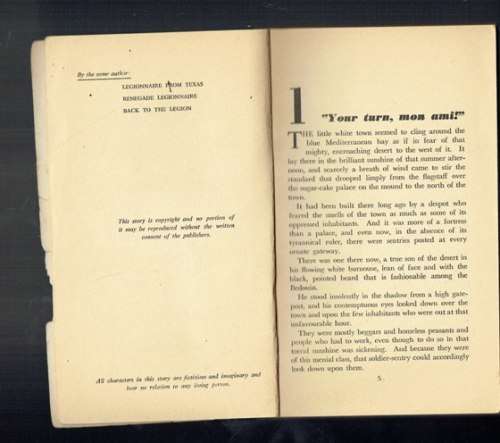 By the same author:
LEGIONNAIRE FROM TEXAS
RENEGADE LEGIONNAIRE
BACK TO THE LEGION
This story is copyright and no portion of
it may be reproduced without the written
consent of the publishers.
All characters in this story are fictitious and imaginary and
bear no relation to any living person.
1
"Your turn, mon ami!"
THE little white town seemed to cling around the
blue Mediterranean bay as if in fear of that
mighty, encroaching desert to the west of it. It
lay there in the brilliant sunshine of that summer after-
noon, and scarcely a breath of wind came to stir the
standard that drooped limply from the flagstaff over
the sugar-cake palace on the mound to the north of the
town.
It had been built there long ago by a despot who
feared the smells of the town as much as some of its
oppressed inhabitants. And it was more of a fortress
than a palace, and even now, in the absence of its
tyrannical ruler, there were sentries posted at every
ornate gateway.
There was one there now, a true son of the desert in
his flowing white burnouse, lean of face and with the
black, pointed beard that is fashionable among the
Bedouin.
He stood insolently in the shadow from a high gate-
post, and his contemptuous eyes looked down over the
town and upon the few inhabitants who were out at that
unfavourable hour.
They were mostly beggars and homeless peasants and
people who had to work, even though to do so in that
torrid sunshine was sickening. And because they were
of this menial class, that soldier-sentry could accordingly
look down upon them.
5